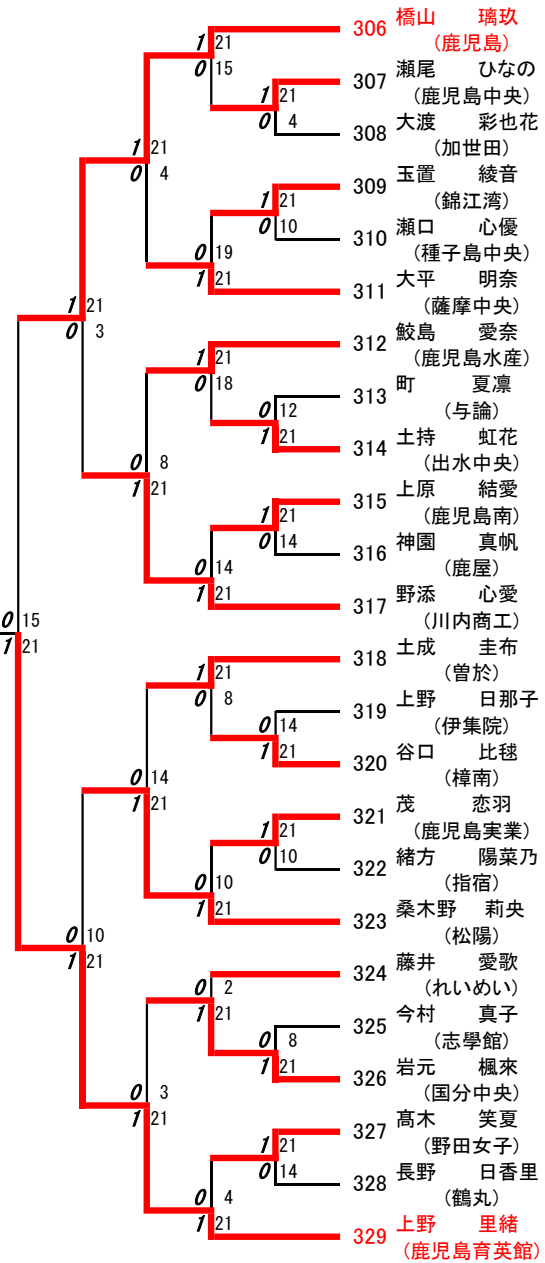 306 橋山 璃玖
(鹿児島)
1 21
0 15
307 瀬尾 ひなの
(鹿児島中央)
1 21
0 4
308 大渡 彩也花
(加世田)
1 21
0 4
309 玉置 綾音
(錦江湾)
1 21
0 10
310 瀬口 心優
(種子島中央)
0 19
1 21
311 大平 明奈
(薩摩中央)
1 21
0 3
312 鮫島 愛奈
(鹿児島水産)
1 21
0 18
313 町 夏凛
(与論)
0 12
1 21
314 土持 虹花
(出水中央)
0 8
1 21
315 上原 結愛
(鹿児島南)
1 21
0 14
316 神園 真帆
(鹿屋)
0 14
1 21
317 野添 心愛
(川内商工)
0 15
1 21
318 土成 圭布
(曽於)
1 21
0 8
319 上野 日那子
(伊集院)
0 14
1 21
320 谷口 比毬
(樟南)
0 14
1 21
321 茂 恋羽
(鹿児島実業)
1 21
0 10
322 緒方 陽菜乃
(指宿)
0 10
1 21
323 桑木野 莉央
(松陽)
0 10
1 21
324 藤井 愛歌
(れいめい)
0 2
1 21
325 今村 真子
(志學館)
0 8
1 21
326 岩元 楓來
(国分中央)
0 3
1 21
327 髙木 笑夏
(野田女子)
1 21
0 14
328 長野 日香里
(鶴丸)
0 4
1 21
329 上野 里緒
(鹿児島育英館)